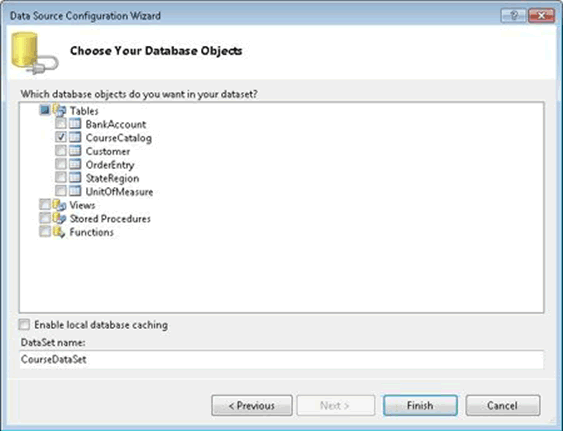 Data Source Configuration Wizard
Choose Your Database Objects
Which database objects do you want in your dataset?
Tables
BankAccount
CourseCatalog
Customer
OrderEntry
StateRegion
UnitOfMeasure
Views
Stored Procedures
Functions
Enable local database caching
DataSet name:
CourseDataSet
< Previous Next > Finish Cancel